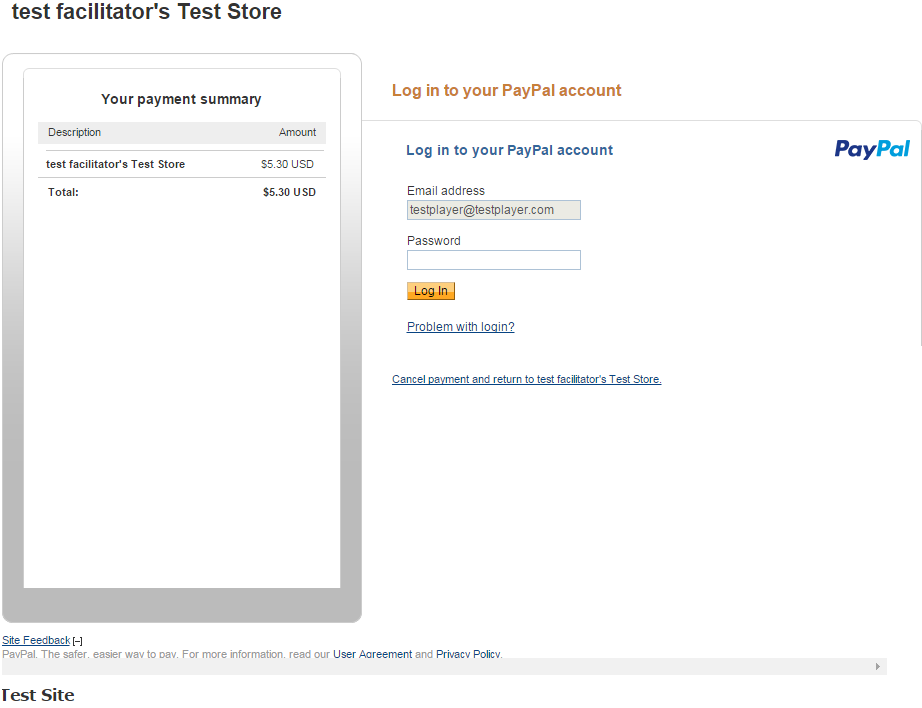 test facilitator's Test Store
Your payment summary
Description Amount
test facilitator's Test Store $5.30 USD
Total: $5.30 USD
Log in to your PayPal account
Log in to your PayPal account
PayPal
Email address
testplayer@testplayer.com
Password
Log In
Problem with login?
Cancel payment and return to test facilitator's Test Store.
Site Feedback [–]
PayPal. The safer, easier way to pay. For more information, read our User Agreement and Privacy Policy.
Test Site